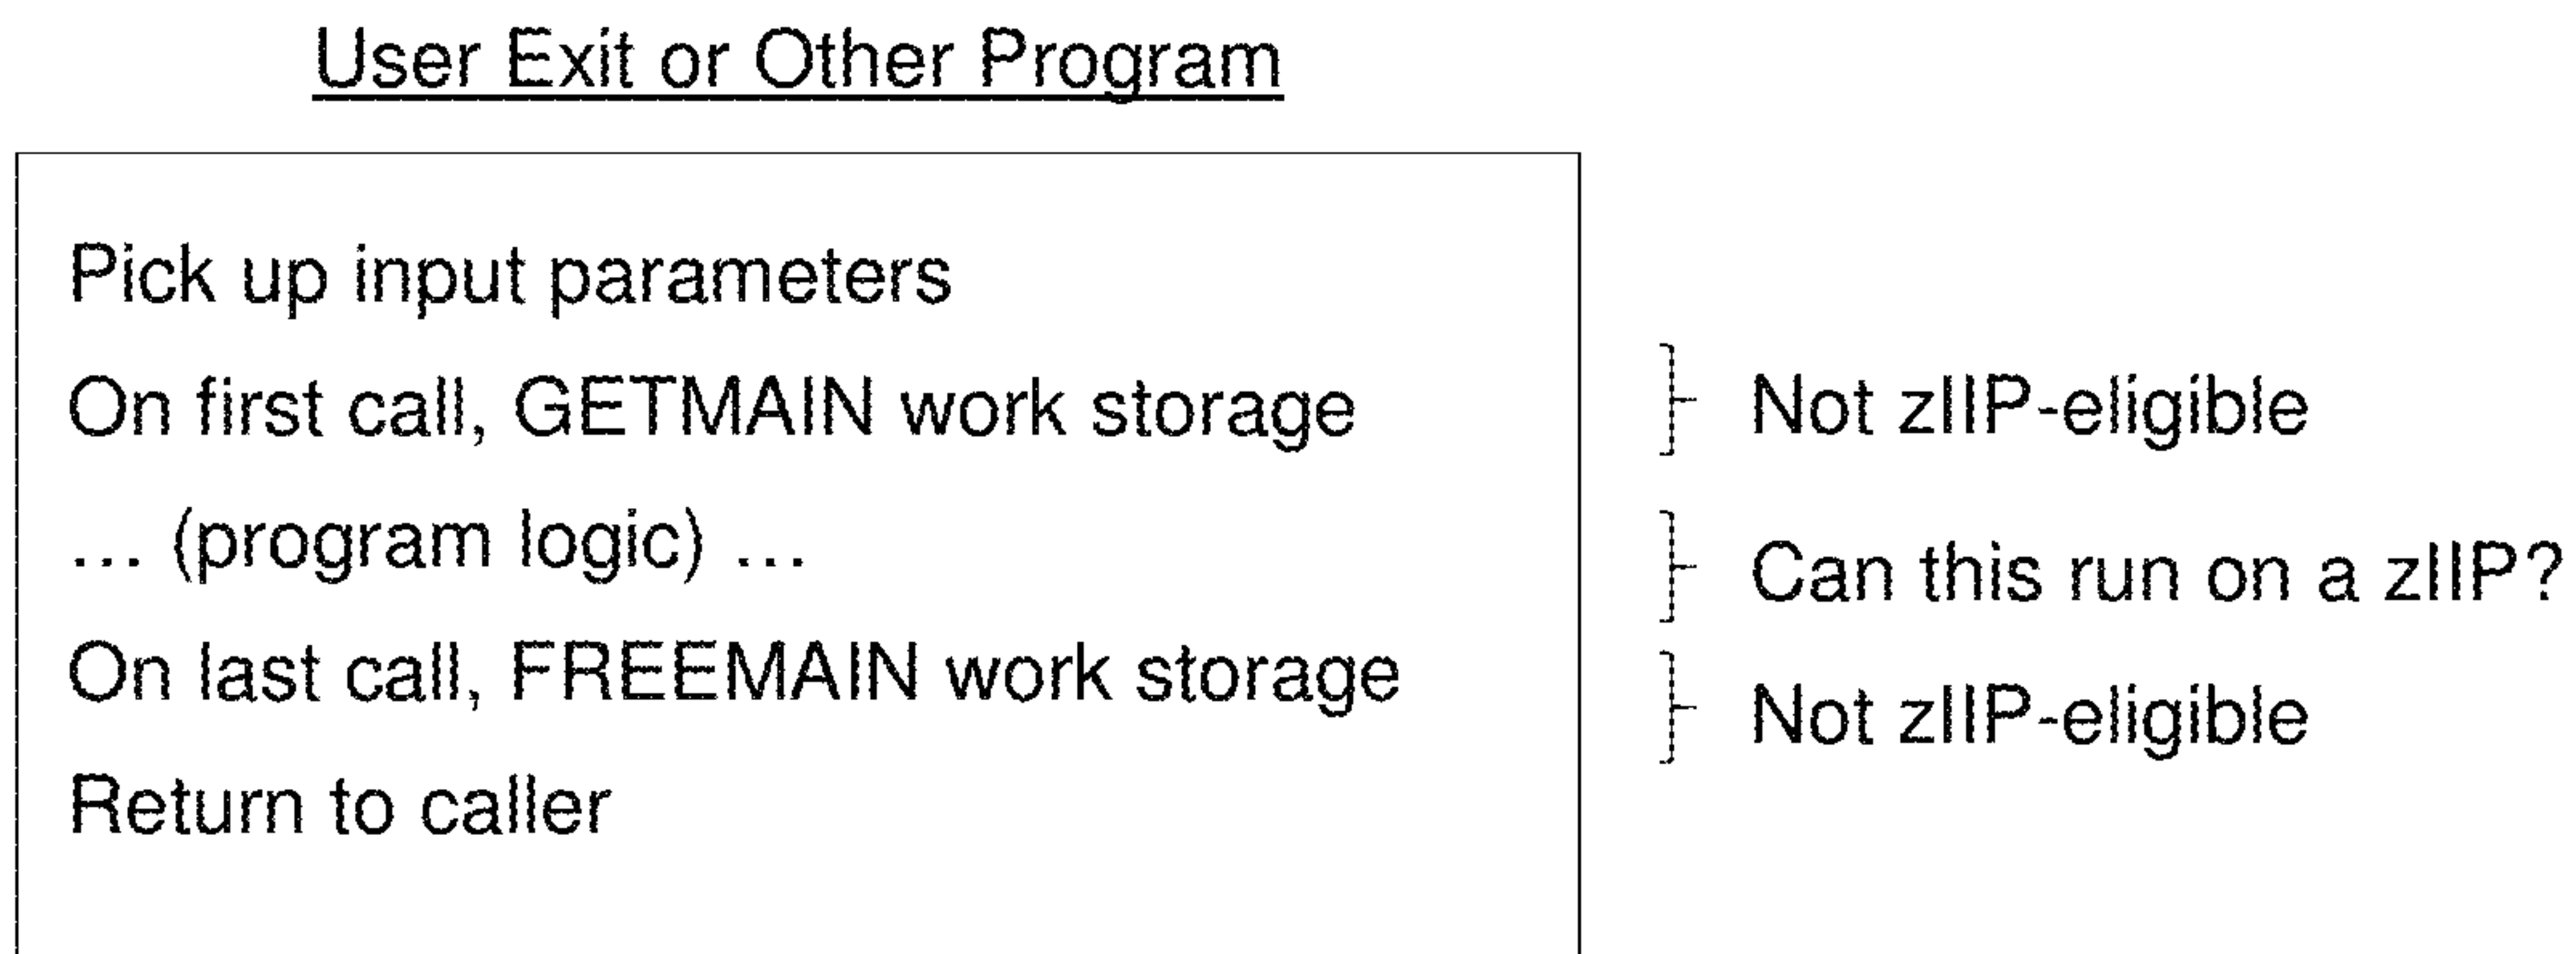 User Exit or Other Program
Pick up input parameters
On first call, GETMAIN work storage
Not zIIP-eligible
... (program logic) ...
Can this run on a zIIP?
On last call, FREEMAIN work storage
Not zIIP-eligible
Return to caller